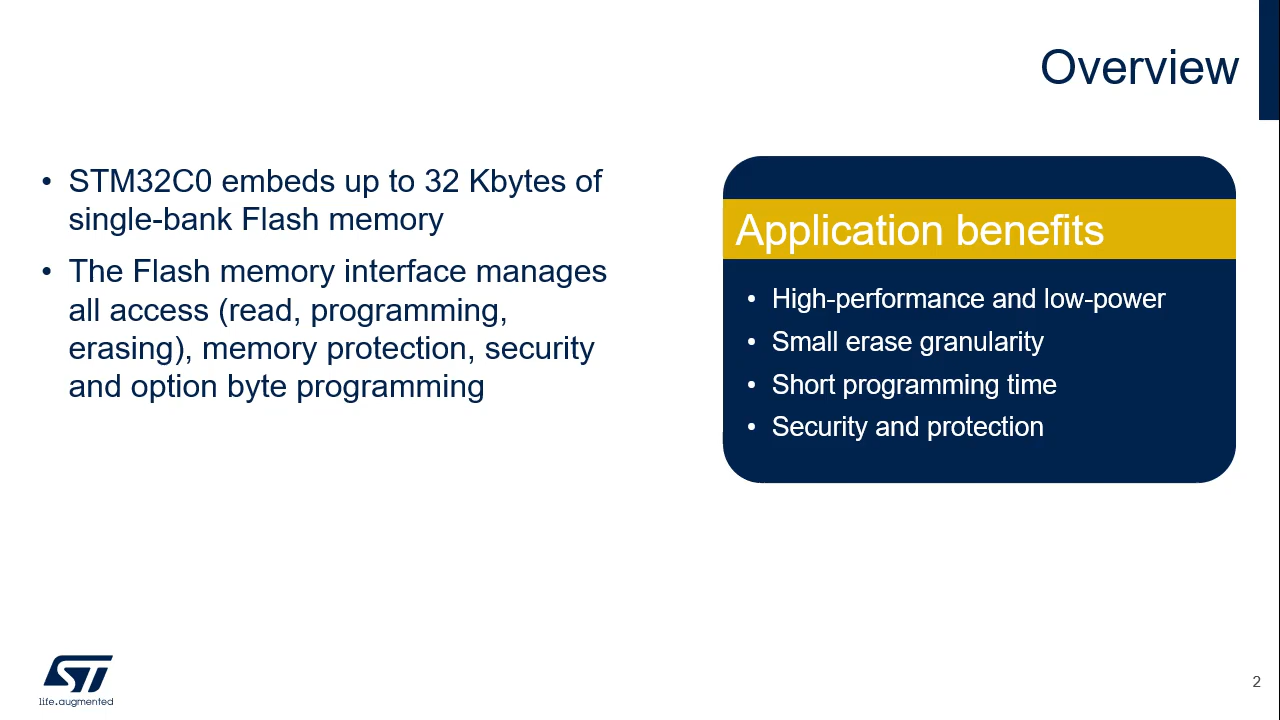 Overview
• STM32C0 embeds up to 32 Kbytes of
single-bank Flash memory
• The Flash memory interface manages
all access (read, programming,
erasing), memory protection, security
and option byte programming
Application benefits
• High-performance and low-power
• Small erase granularity
• Short programming time
• Security and protection
ST
life.augmented
2